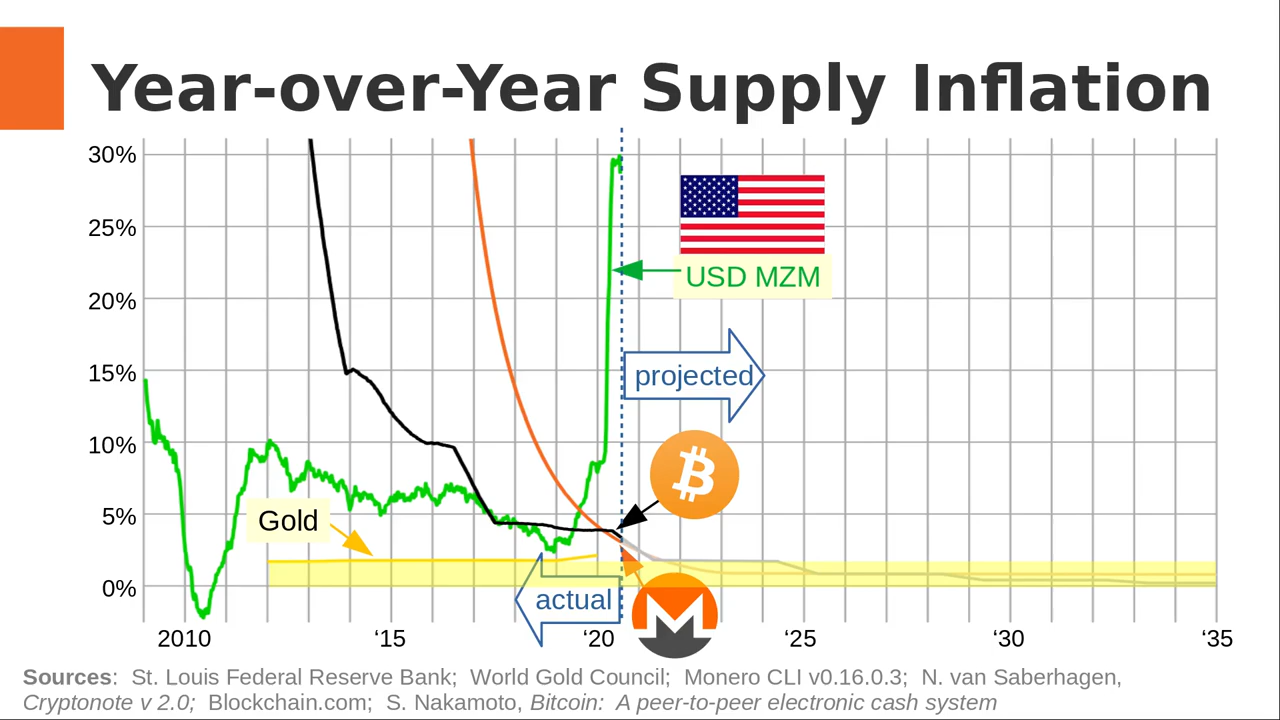 Year-over-Year Supply Inflation
30%
25%
20%
15%
10%
5%
0%
USD MZM
projected
Gold
actual
2010 ‘15 ‘20 ‘25 ‘30 ‘35
Sources: St. Louis Federal Reserve Bank; World Gold Council; Monero CLI v0.16.0.3; N. van Saberhagen,
Cryptonote v 2.0; Blockchain.com; S. Nakamoto, Bitcoin: A peer-to-peer electronic cash system